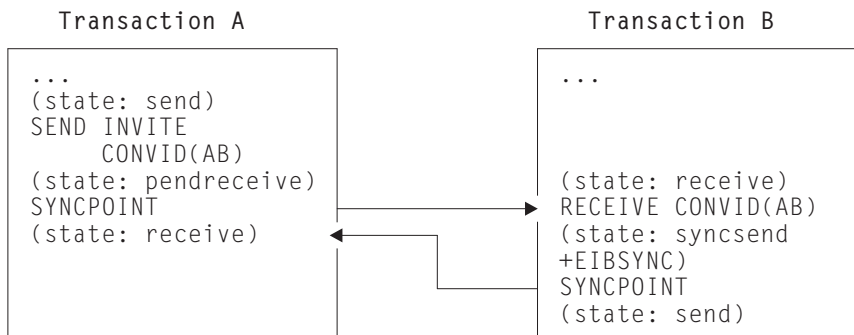 Transaction A
...
(state: send)
SEND INVITE
CONVID(AB)
(state: pendreceive)
SYNCPOINT
(state: receive)
Transaction B
...
(state: receive)
RECEIVE CONVID(AB)
(state: syncsend
+EIBSYNC)
SYNCPOINT
(state: send)